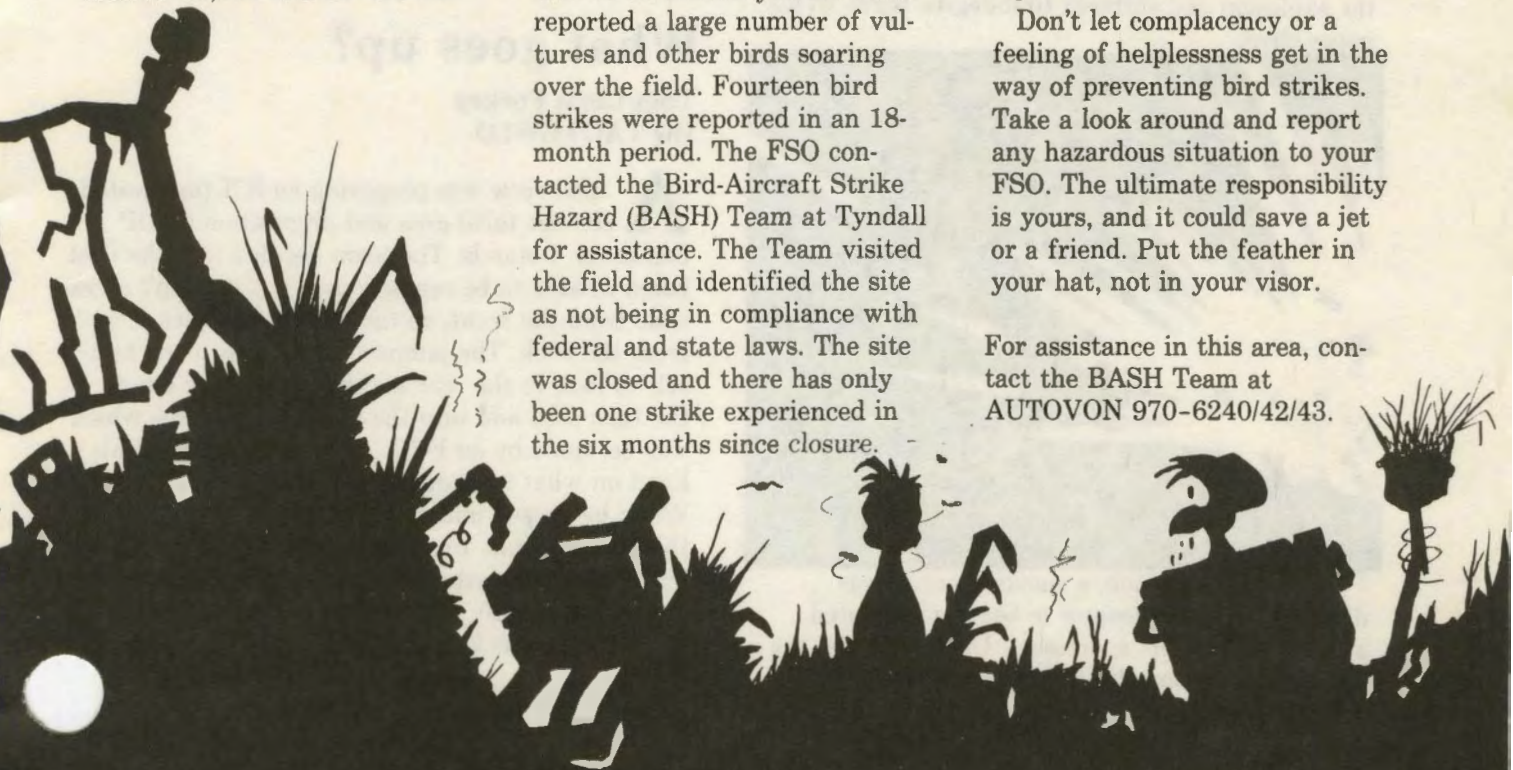 reported a large number of vul-
tures and other birds soaring
over the field. Fourteen bird
strikes were reported in an 18-
month period. The FSO con-
tacted the Bird-Aircraft Strike
Hazard (BASH) Team at Tyndall
for assistance. The Team visited
the field and identified the site
as not being in compliance with
federal and state laws. The site
was closed and there has only
been one strike experienced in
the six months since closure.
Don't let complacency or a
feeling of helplessness get in the
way of preventing bird strikes.
Take a look around and report
any hazardous situation to your
FSO. The ultimate responsibility
is yours, and it could save a jet
or a friend. Put the feather in
your hat, not in your visor.
For assistance in this area, con-
tact the BASH Team at
AUTOVON 970-6240/42/43.